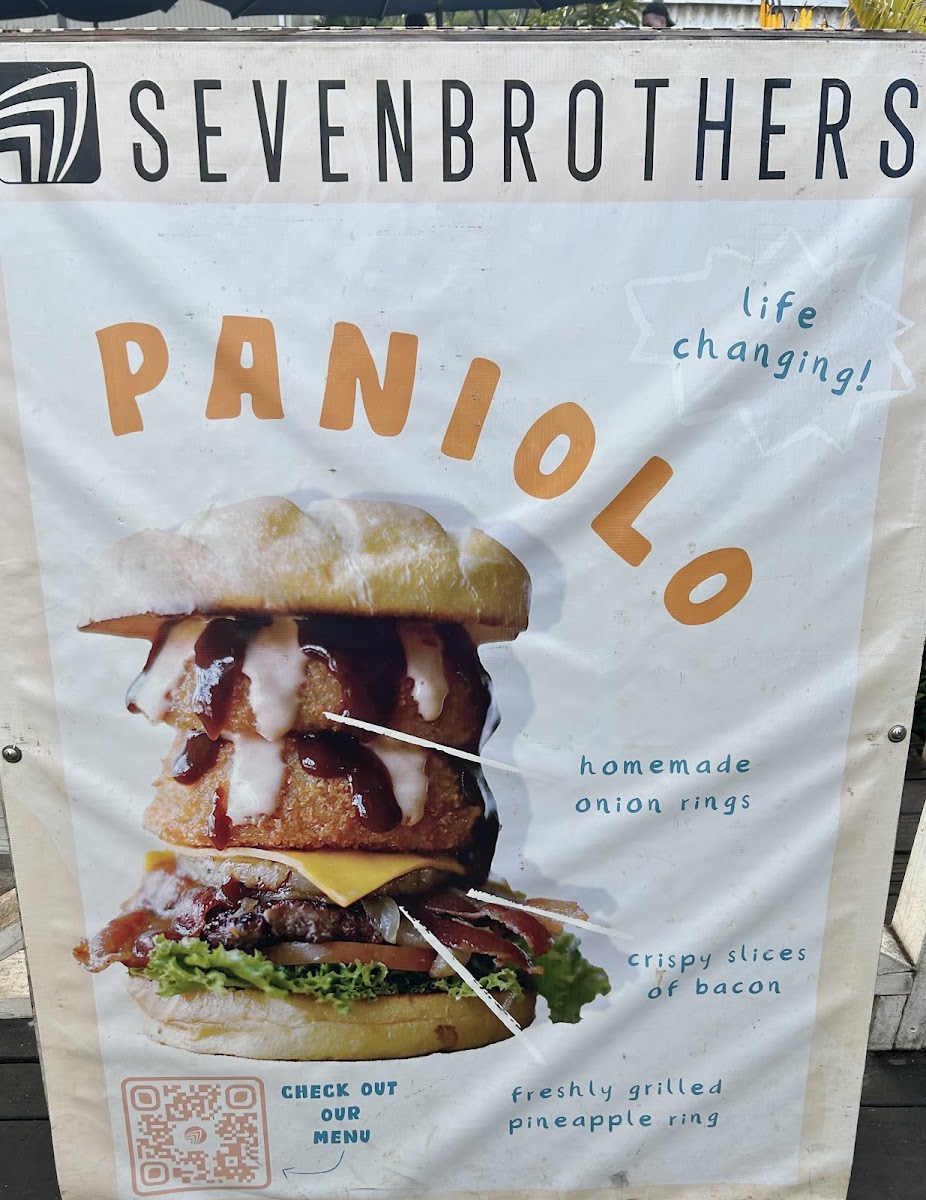 SEVENBROTHERS
life
changing!
PANIOLO
homemade
onion rings
crispy slices
of bacon
freshly grilled
pineapple ring
CHECK OUT
OUR
MENU